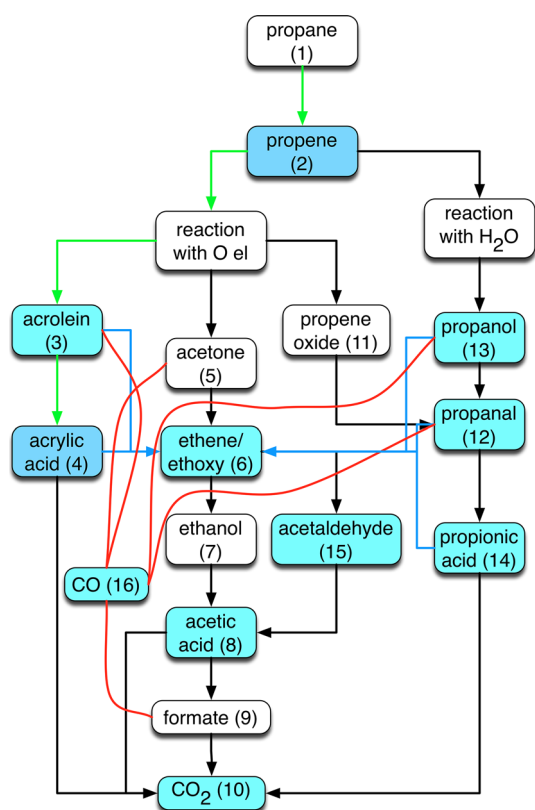 propane
(1)
propene
(2)
reaction
with O el
reaction
with H₂O
acrolein
(3)
acetone
(5)
propene
oxide (11)
propanol
(13)
acrylic
acid (4)
ethene/
ethoxy (6)
propanal
(12)
ethanol
(7)
acetaldehyde
(15)
propionic
acid (14)
CO (16)
acetic
acid (8)
formate (9)
CO₂ (10)